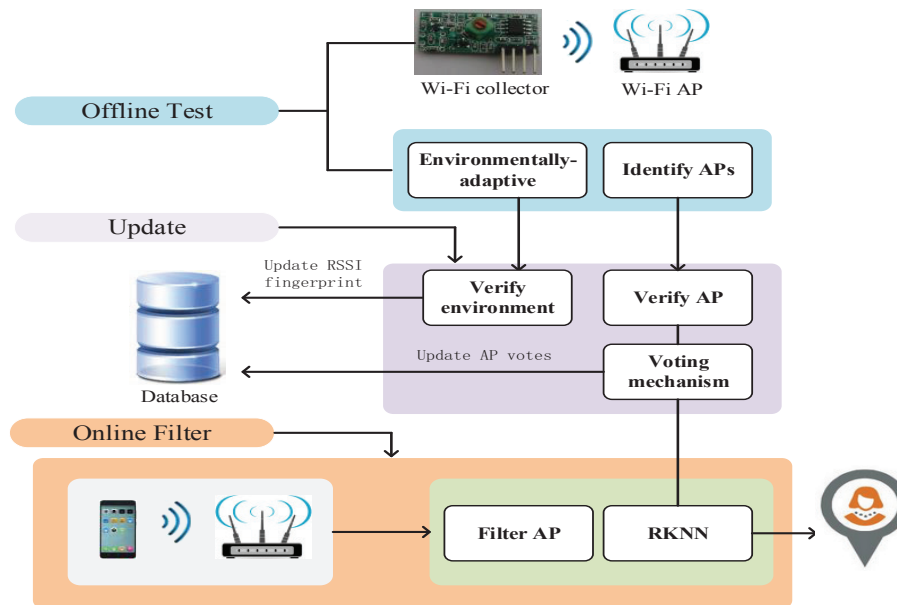 Wi-Fi collector
Wi-Fi AP
Offline Test
Environmentally-
adaptive
Identify APs
Update
Update RSSI
fingerprint
Verify
environment
Verify AP
Update AP votes
Voting
mechanism
Database
Online Filter
Filter AP
RKNN